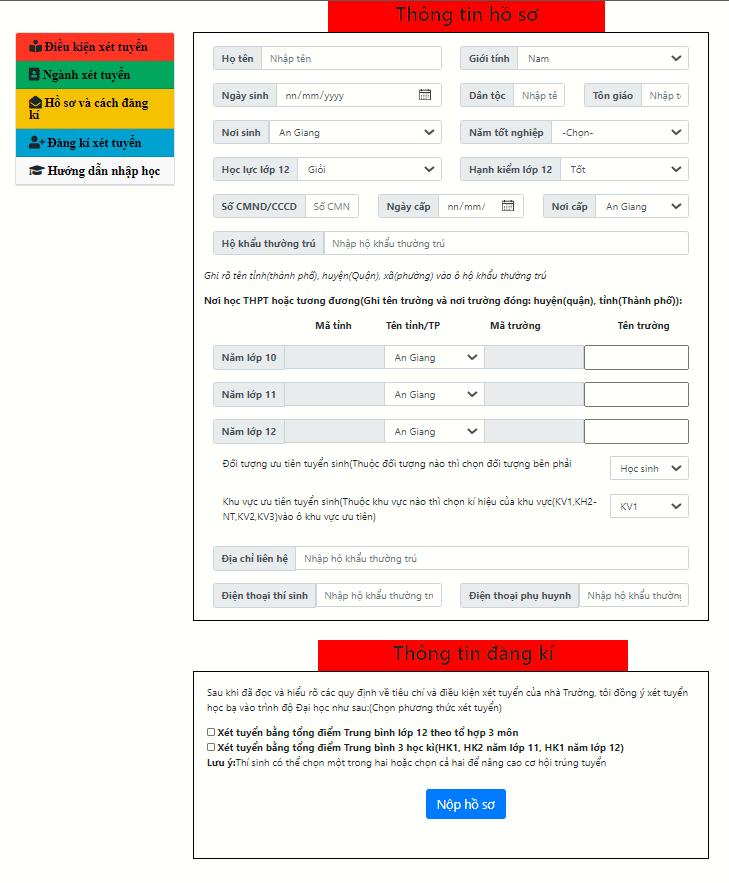 Thông tin hồ sơ
Điều kiện xét tuyển
Ngành xét tuyển
Hồ sơ và cách đăng
kí
Đăng kí xét tuyển
Hướng dẫn nhập học
Họ tên Nhập tên Giới tính Nam
Ngày sinh nn/mm/yyyy Dân tộc Nhập tê Tôn giáo Nhập t
Nơi sinh An Giang Năm tốt nghiệp -Chọn-
Học lực lớp 12 Giỏi Hạnh kiểm lớp 12 Tốt
Số CMND/CCCD Số CMN Ngày cấp nn/mm/ Nơi cấp An Giang
Hộ khẩu thường trú Nhập hộ khẩu thường trú
Ghi rõ tên tỉnh(thành phố), huyện(Quận), xã(phường) vào ô hộ khẩu thường trú
Nơi học THPT hoặc tương đương(Ghi tên trường và nơi trường đóng: huyện(quận), tỉnh(Thành phố)):
Mã tỉnh Tên tỉnh/TP Mã trường Tên trường
Năm lớp 10 An Giang
Năm lớp 11 An Giang
Năm lớp 12 An Giang
Đối tượng ưu tiên tuyển sinh(Thuộc đối tượng nào thì chọn đối tượng bên phải Học sinh
Khu vực ưu tiên tuyển sinh(Thuộc khu vực nào thì chọn kí hiệu của khu vực(KV1,KH2-
NT,KV2,KV3)vào ô khu vực ưu tiên) KV1
Địa chỉ liên hệ Nhập hộ khẩu thường trú
Điện thoại thí sinh Nhập hộ khẩu thường trı Điện thoại phụ huynh Nhập hộ khẩu thường
Thông tin đăng kí
Sau khi đã đọc và hiểu rõ các quy định về tiêu chí và điều kiện xét tuyển của nhà Trường, tôi đồng ý xét tuyển
học bạ vào trình độ Đại học như sau:(Chọn phương thức xét tuyển)
Xét tuyển bằng tổng điểm Trung bình lớp 12 theo tổ hợp 3 môn
Xét tuyển bằng tổng điểm Trung bình 3 học kì(HK1, HK2 năm lớp 11, HK1 năm lớp 12)
Lưu ý:Thí sinh có thể chọn một trong hai hoặc chọn cả hai để nâng cao cơ hội trúng tuyển
Nộp hồ sơ